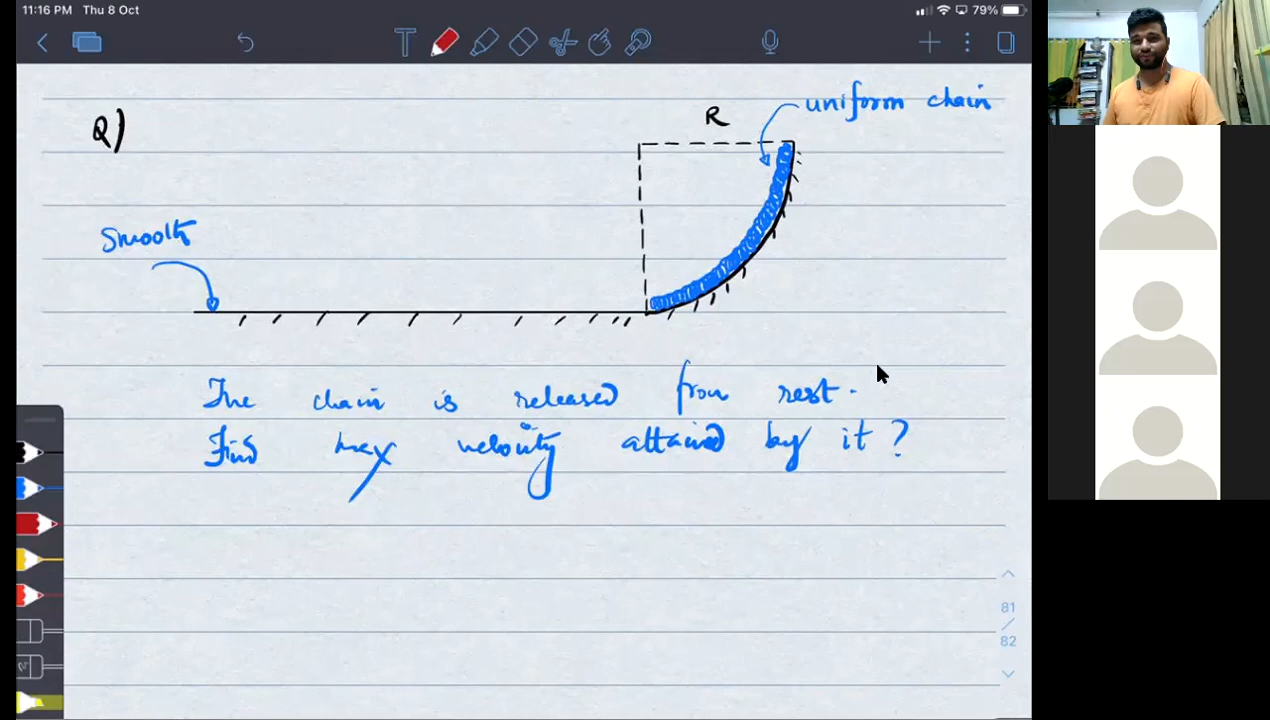 11:16 PM Thu 8 Oct
79%
T
Q)
R
uniform chain
Smooth
The chain is released from rest.
Find max velocity attained by it ?
81
/
82